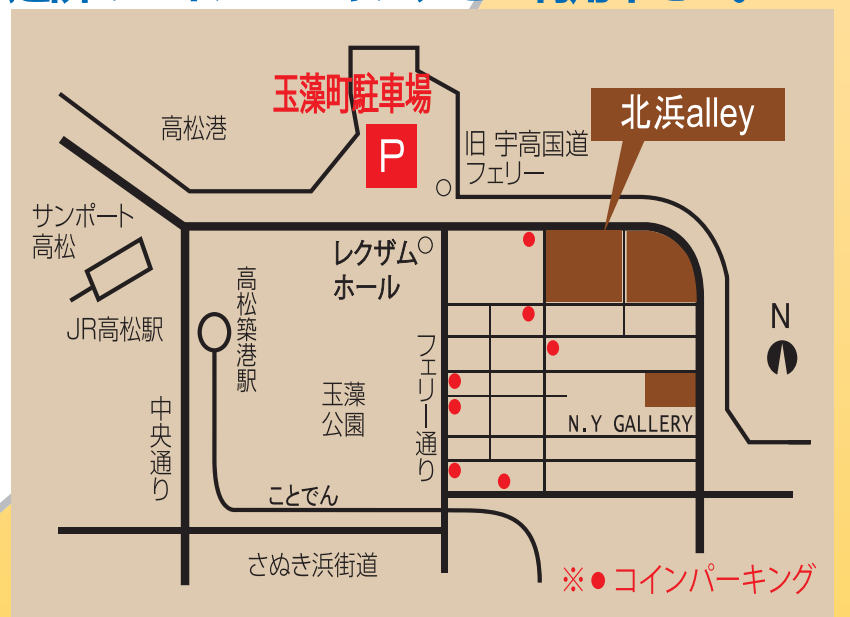 玉藻町駐車場
高松港
P
北浜alley
旧 宇高国道
フェリー
サンポート
高松
レクザム
ホール
JR高松駅
高松築港駅
フェリー通り
N
玉藻
公園
中央通り
N.Y GALLERY
ことでん
さぬき浜街道
※● コインパーキング